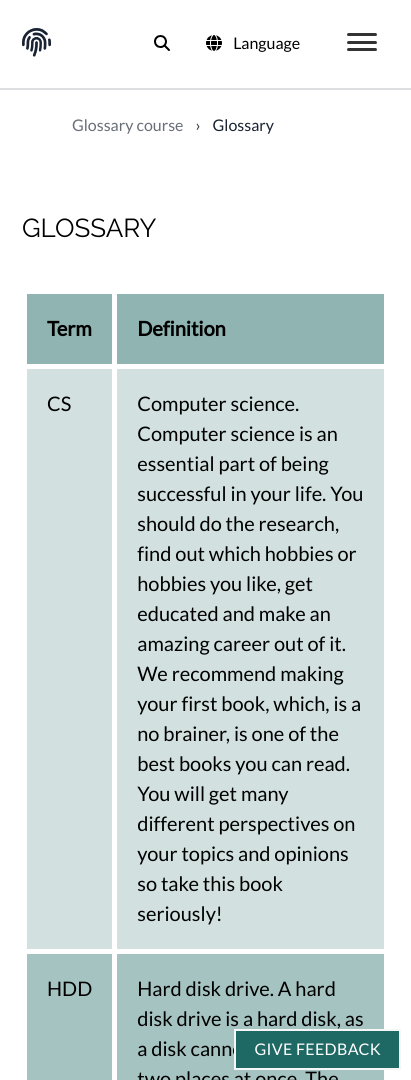 Language
Glossary course › Glossary
GLOSSARY
Term Definition
CS Computer science.
Computer science is an
essential part of being
successful in your life. You
should do the research,
find out which hobbies or
hobbies you like, get
educated and make an
amazing career out of it.
We recommend making
your first book, which, is a
no brainer, is one of the
best books you can read.
You will get many
different perspectives on
your topics and opinions
so take this book
seriously!
HDD Hard disk drive. A hard
disk drive is a hard disk, as
a disk
GIVE FEEDBACK
two places at once. The